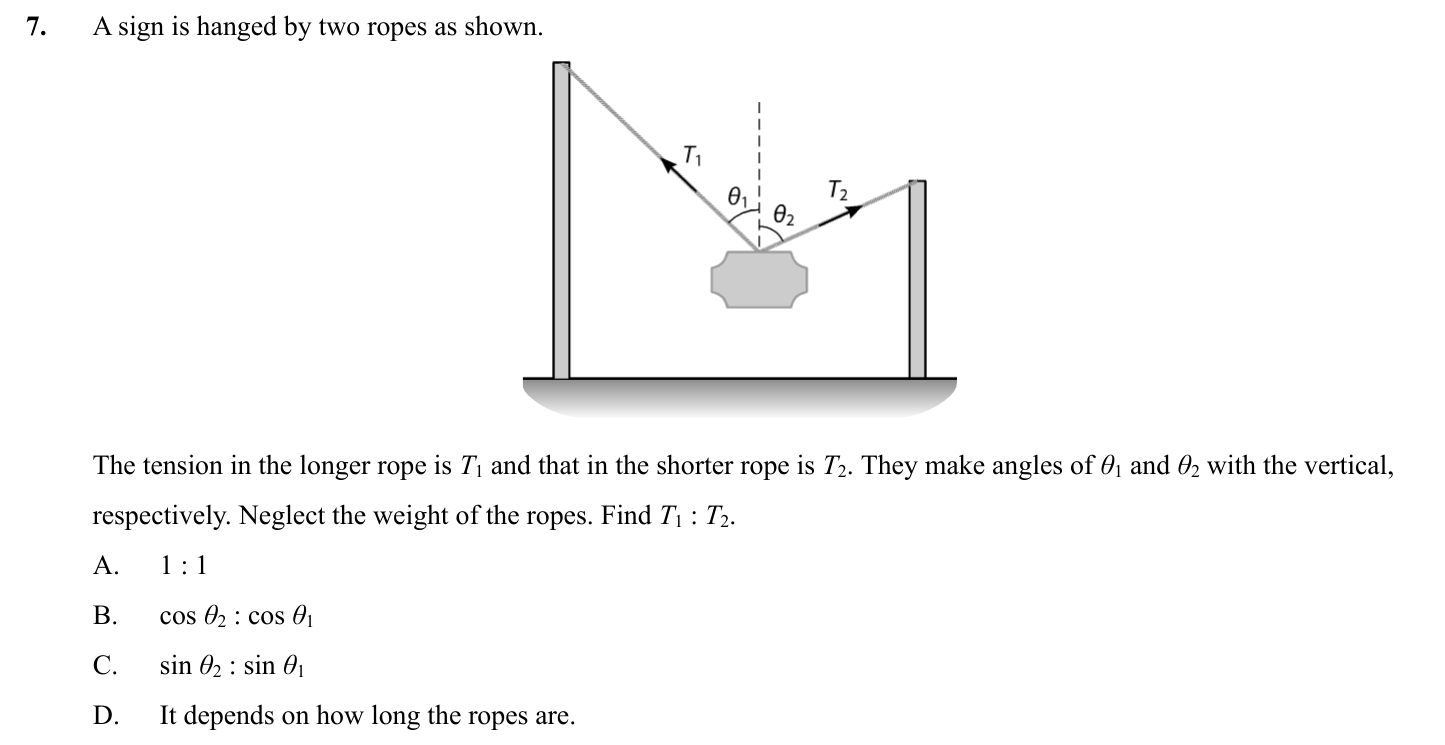 7. A sign is hanged by two ropes as shown.
T₁
θ₁
θ₂
T₂
The tension in the longer rope is T₁ and that in the shorter rope is T₂. They make angles of θ₁ and θ₂ with the vertical,
respectively. Neglect the weight of the ropes. Find T₁ : T₂.
A. 1 : 1
B. cos θ₂ : cos θ₁
C. sin θ₂ : sin θ₁
D. It depends on how long the ropes are.